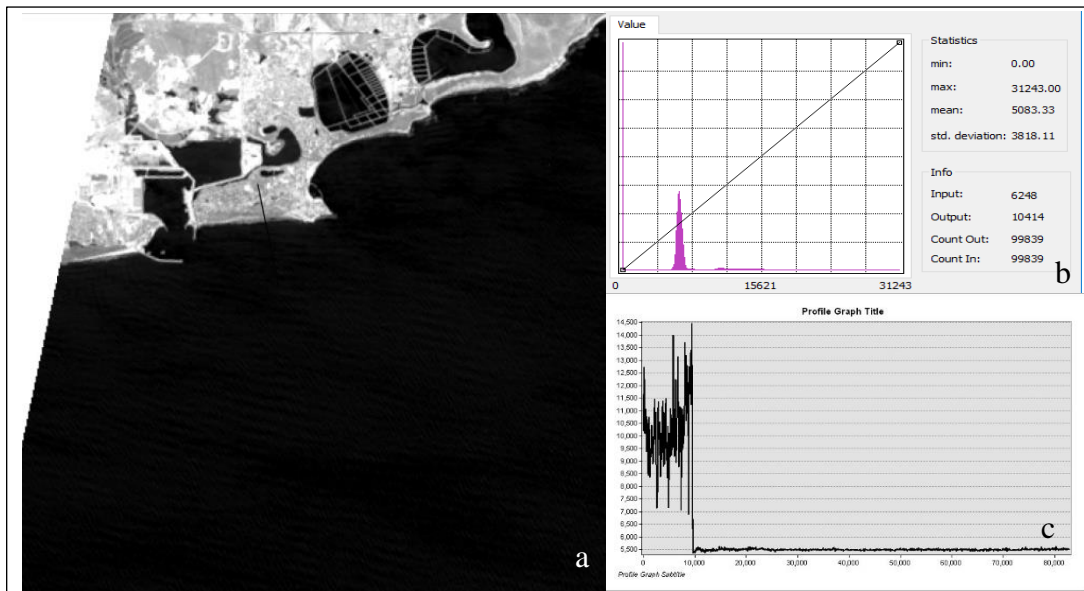 a
Value
0
15621
31243
Statistics
min: 0.00
max: 31243.00
mean: 5083.33
std. deviation: 3818.11
Info
Input: 6248
Output: 10414
Count Out: 99839
Count In: 99839
b
Profile Graph Title
14,500
14,000
13,500
13,000
12,500
12,000
11,500
11,000
10,500
10,000
9,500
9,000
8,500
8,000
7,500
7,000
6,500
6,000
5,500
0
10,000
20,000
30,000
40,000
50,000
60,000
70,000
80,000
Profile Graph Subtitle
c